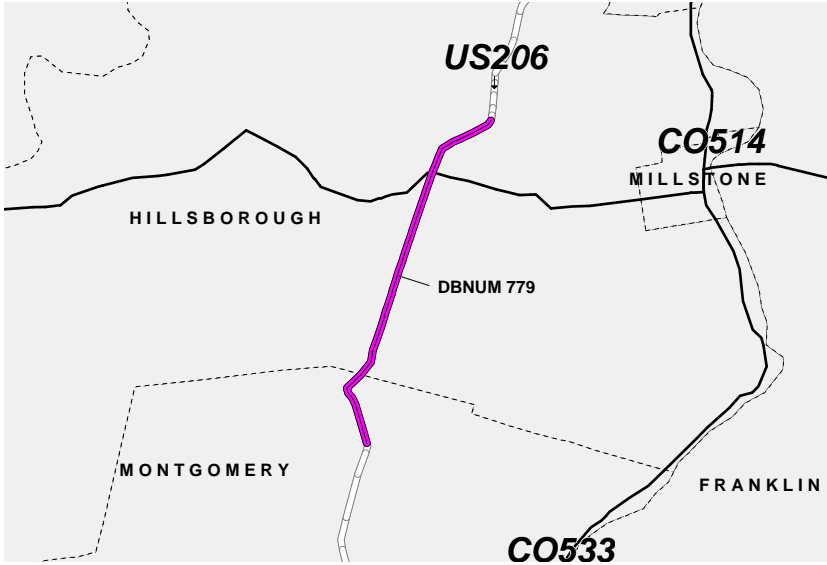 US206
CO514
MILLSTONE
HILLSBOROUGH
DBNUM 779
MONTGOMERY
FRANKLIN
CO533